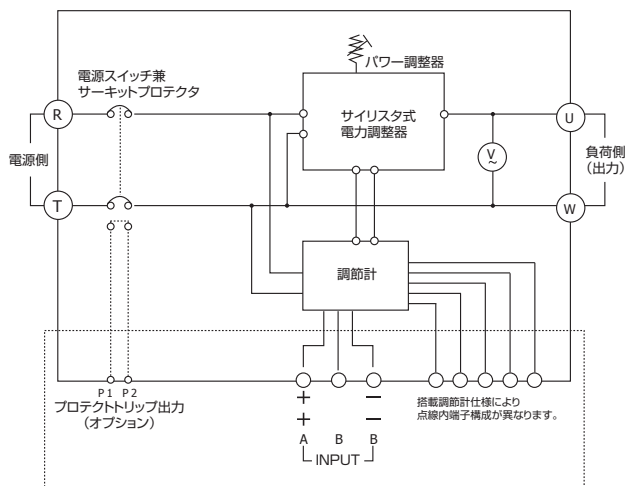 パワー調整器
電源スイッチ兼
サーキットプロテクタ
R
サイリスタ式
電力調整器
U
電源側
V
~
負荷側
(出力)
T
W
調節計
P1 P2
プロテクトトリップ出力
(オプション)
+ −
+ −
A B B
INPUT
搭載調節計仕様により
点線内端子構成が異なります。